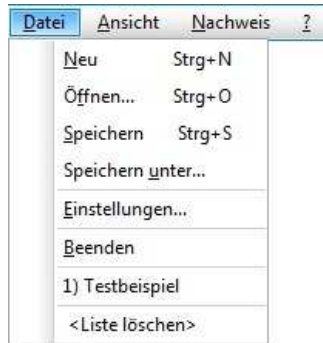 Datei Ansicht Nachweis ?
Neu Strg+N
Öffnen... Strg+O
Speichern Strg+S
Speichern unter...
Einstellungen...
Beenden
1) Testbeispiel
<Liste löschen>